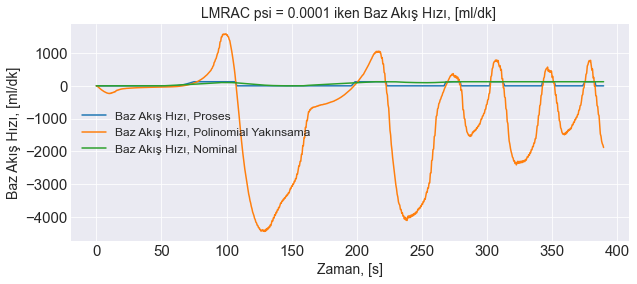 LMRAC psi = 0.0001 iken Baz Akış Hızı, [ml/dk]
Baz Akış Hızı, [ml/dk]
1000
0
−1000
−2000
−3000
−4000
Baz Akış Hızı, Proses
Baz Akış Hızı, Polinomial Yakınsama
Baz Akış Hızı, Nominal
0 50 100 150 200 250 300 350 400
Zaman, [s]